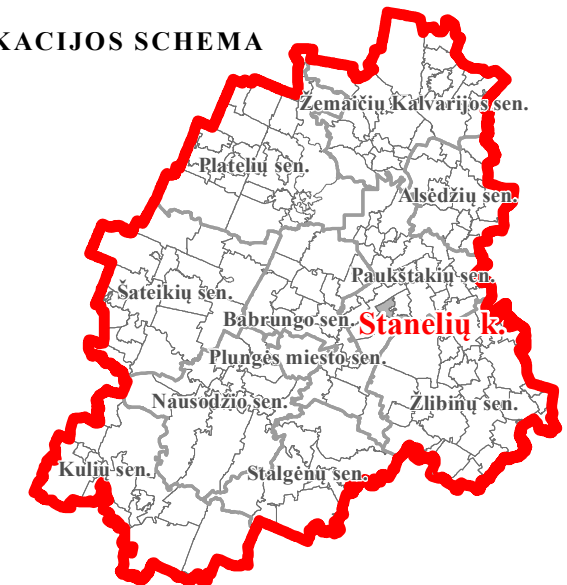 KACIJOS SCHEMA
Žemaičių Kalvarijos sen.
Platelių sen.
Alsėdžių sen.
Paukštakių sen.
Šateikių sen.
Babrungo sen.
Stanelių k.
Plungės miesto sen.
Nausodžio sen.
Žlibinų sen.
Kulių sen.
Stalgėnų sen.